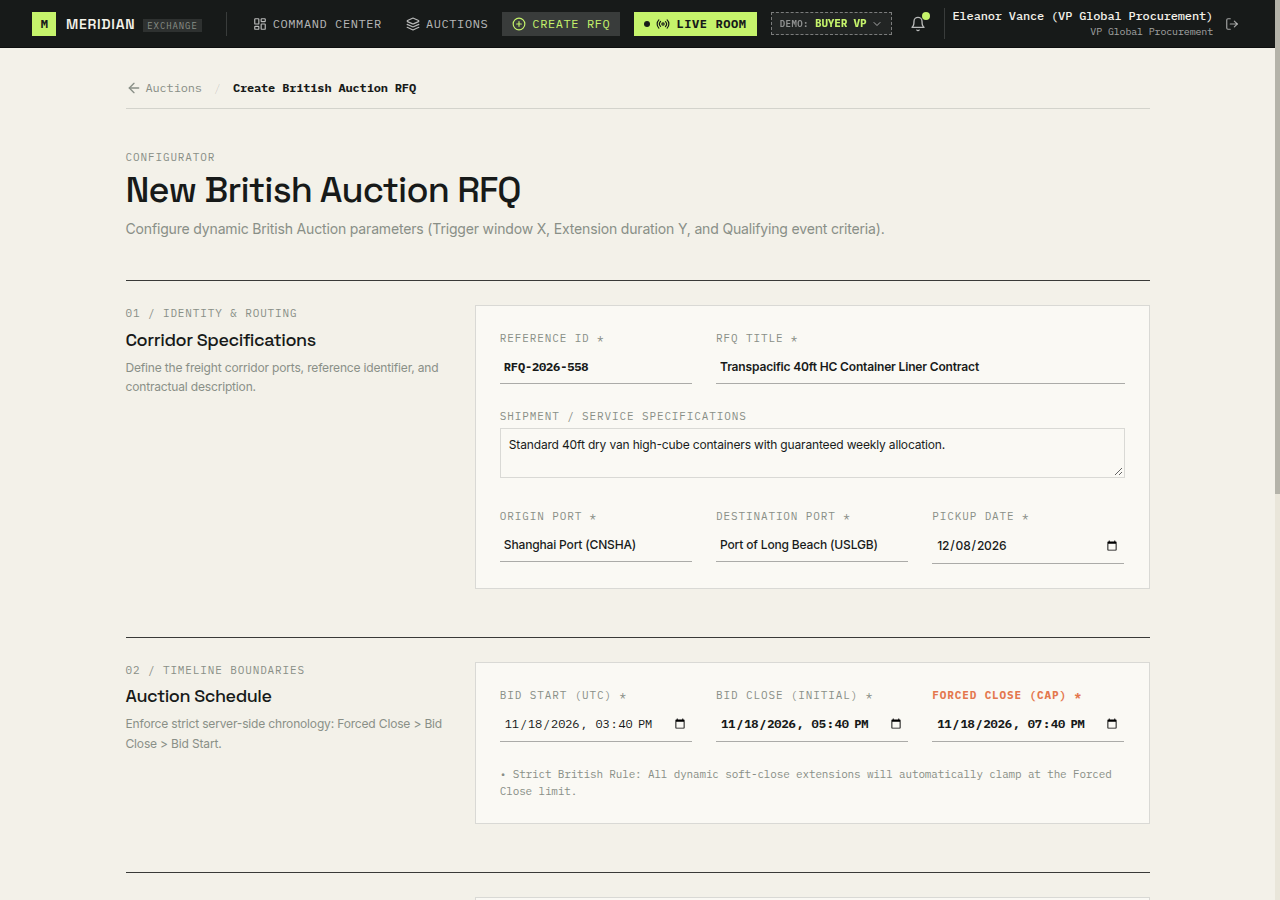 M MERIDIAN EXCHANGE COMMAND CENTER AUCTIONS CREATE RFQ LIVE ROOM DEMO: BUYER VP Eleanor Vance (VP Global Procurement)
VP Global Procurement
Auctions / Create British Auction RFQ
CONFIGURATOR
New British Auction RFQ
Configure dynamic British Auction parameters (Trigger window X, Extension duration Y, and Qualifying event criteria).
01 / IDENTITY & ROUTING
Corridor Specifications
Define the freight corridor ports, reference identifier, and
contractual description.
REFERENCE ID * RFQ TITLE *
RFQ-2026-558 Transpacific 40ft HC Container Liner Contract
SHIPMENT / SERVICE SPECIFICATIONS
Standard 40ft dry van high-cube containers with guaranteed weekly allocation.
ORIGIN PORT * DESTINATION PORT * PICKUP DATE *
Shanghai Port (CNSHA) Port of Long Beach (USLGB) 12/08/2026
02 / TIMELINE BOUNDARIES
Auction Schedule
Enforce strict server-side chronology: Forced Close > Bid
Close > Bid Start.
BID START (UTC) * BID CLOSE (INITIAL) * FORCED CLOSE (CAP) *
11/18/2026, 03:40 PM 11/18/2026, 05:40 PM 11/18/2026, 07:40 PM
• Strict British Rule: All dynamic soft-close extensions will automatically clamp at the Forced
Close limit.